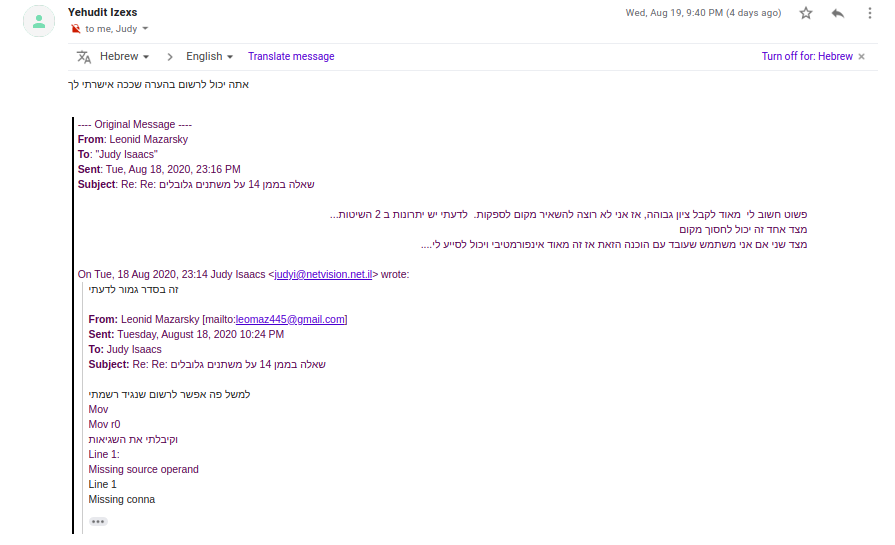 Yehudit Izexs
Wed, Aug 19, 9:40 PM (4 days ago)
to me, Judy
Hebrew > English Translate message
Turn off for: Hebrew ×
אתה יכול לרשום בהערה שככה אישרתי לך
---- Original Message ----
From: Leonid Mazarsky
To: "Judy Isaacs"
Sent: Tue, Aug 18, 2020, 23:16 PM
Subject: Re: Re: שאלה בממן 14 על משתנים גלובלים
פשוט חשוב לי מאוד לקבל ציון גבוהה, אז אני לא רוצה להשאיר מקום לספקות. לדעתי יש יתרונות ב 2 השיטות...
מצד אחד זה יכול לחסוך מקום
מצד שני אם אני משתמש שעובד עם הוכנה הזאת אז זה מאוד אינפורמטיבי ויכול לסייע לי....
On Tue, 18 Aug 2020, 23:14 Judy Isaacs <judyi@netvision.net.il> wrote:
זה בסדר גמור לדעתי
From: Leonid Mazarsky [mailto:leomaz445@gmail.com]
Sent: Tuesday, August 18, 2020 10:24 PM
To: Judy Isaacs
Subject: Re: Re: שאלה בממן 14 על משתנים גלובלים
למשל פה אפשר לרשום שנגיד רשמתי
Mov
Mov r0
וקיבלתי את השגיאות
Line 1:
Missing source operand
Line 1
Missing conna